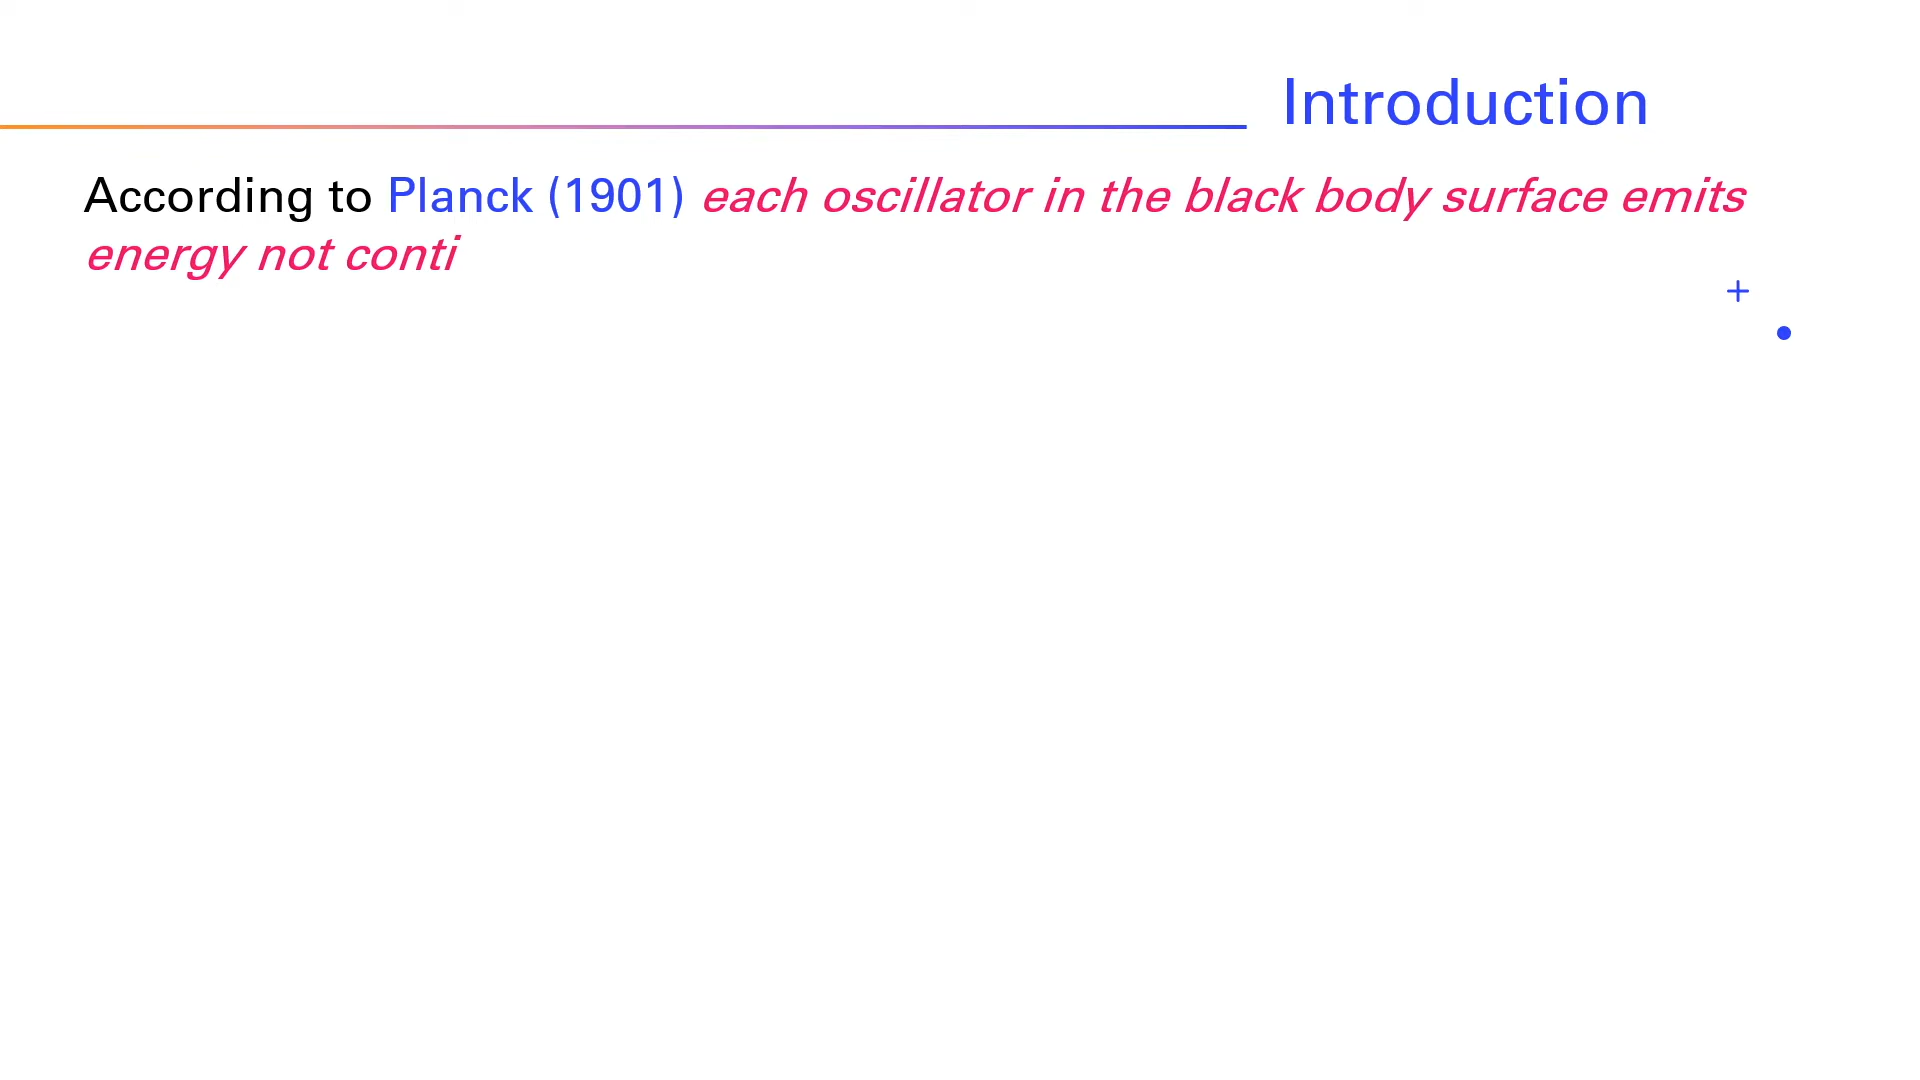 Introduction
According to Planck (1901) each oscillator in the black body surface emits
energy not conti